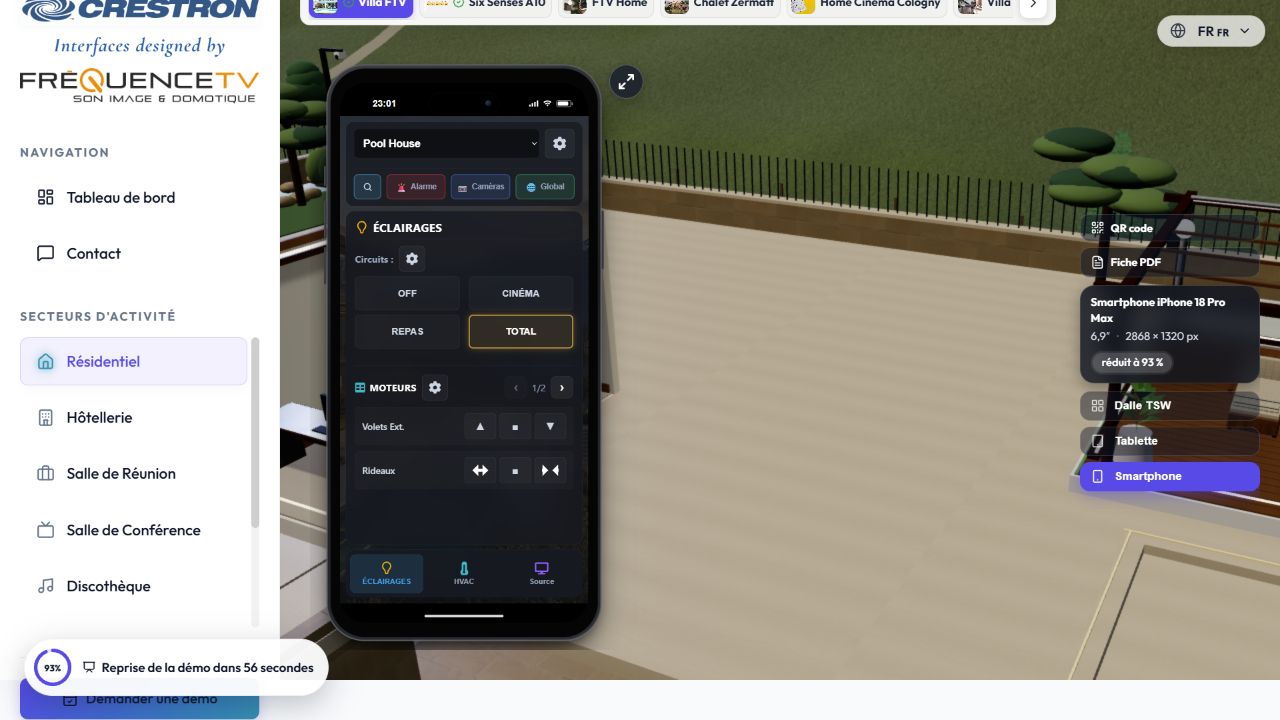 CRESTRON
Interfaces designed by
FRÉQUENCETV
SON IMAGE & DOMOTIQUE
NAVIGATION
Tableau de bord
Contact
SECTEURS D'ACTIVITÉ
Résidentiel
Hôtellerie
Salle de Réunion
Salle de Conférence
Discothèque
93%
Reprise de la démo dans 56 secondes
Demander une démo
Villa FTV
Six Senses A10
FTV Home
Chalet Zermatt
Home Cinema Cologny
Villa
FR FR
23:01
Pool House
Alarme
Caméras
Global
ÉCLAIRAGES
Circuits :
OFF
CINÉMA
REPAS
TOTAL
MOTEURS
1/2
Volets Ext.
Rideaux
ÉCLAIRAGES
HVAC
Source
QR code
Fiche PDF
Smartphone iPhone 18 Pro
Max
6,9" · 2868 × 1320 px
réduit à 93 %
Dalle TSW
Tablette
Smartphone